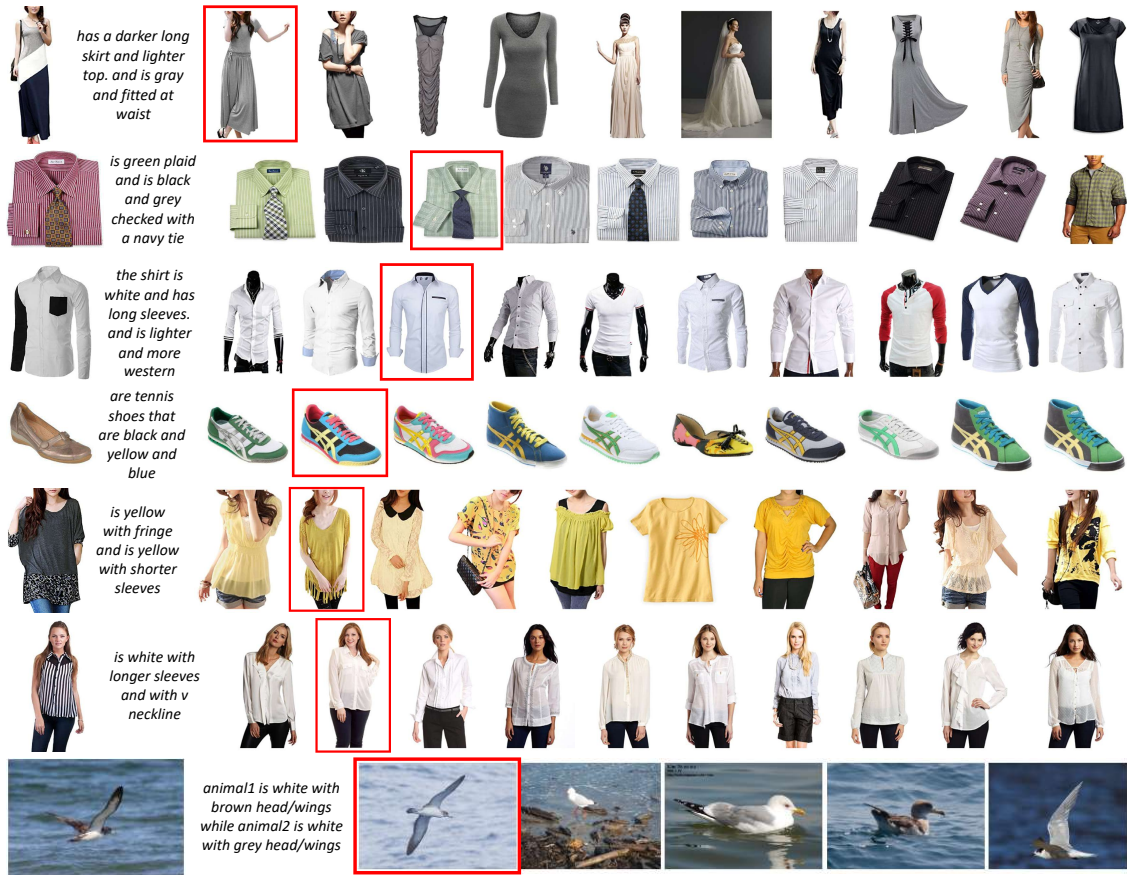 has a darker long
skirt and lighter
top. and is gray
and fitted at
waist
is green plaid
and is black
and grey
checked with
a navy tie
the shirt is
white and has
long sleeves.
and is lighter
and more
western
are tennis
shoes that
are black and
yellow and
blue
is yellow
with fringe
and is yellow
with shorter
sleeves
is white with
longer sleeves
and with v
neckline
animal1 is white with
brown head/wings
while animal2 is white
with grey head/wings